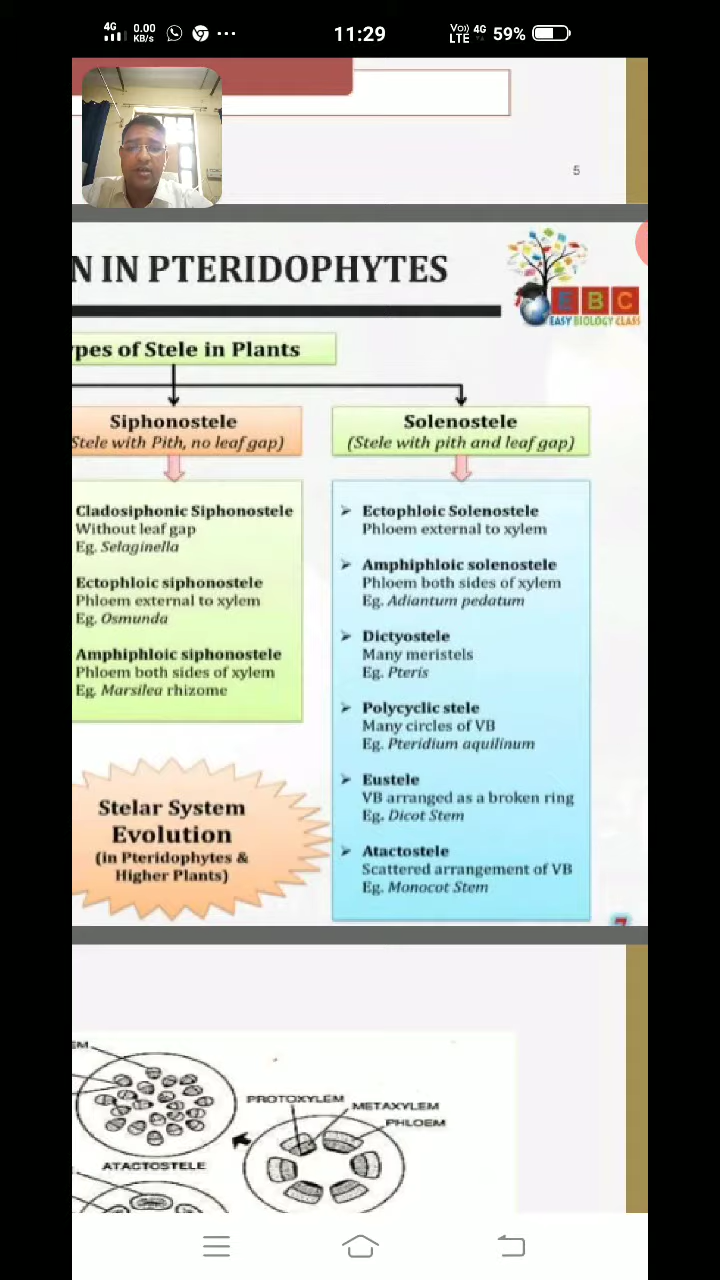 4G 0.00 KB/s ... 11:29 Vo) LTE 4G 59%
5
N IN PTERIDOPHYTES
E B C
EASY BIOLOGY CLASS
ypes of Stele in Plants
Siphonostele
Stele with Pith, no leaf gap)
Cladosiphonic Siphonostele
Without leaf gap
Eg. Selaginella
Ectophloic siphonostele
Phloem external to xylem
Eg. Osmunda
Amphiphloic siphonostele
Phloem both sides of xylem
Eg. Marsilea rhizome
Solenostele
(Stele with pith and leaf gap)
➢ Ectophloic Solenostele
Phloem external to xylem
➢ Amphiphloic solenostele
Phloem both sides of xylem
Eg. Adiantum pedatum
➢ Dictyostele
Many meristels
Eg. Pteris
➢ Polycyclic stele
Many circles of VB
Eg. Pteridium aquilinum
➢ Eustele
VB arranged as a broken ring
Eg. Dicot Stem
➢ Atactostele
Scattered arrangement of VB
Eg. Monocot Stem
Stelar System
Evolution
(in Pteridophytes &
Higher Plants)
7
EM
ATACTOSTELE
PROTOXYLEM
METAXYLEM
PHLOEM